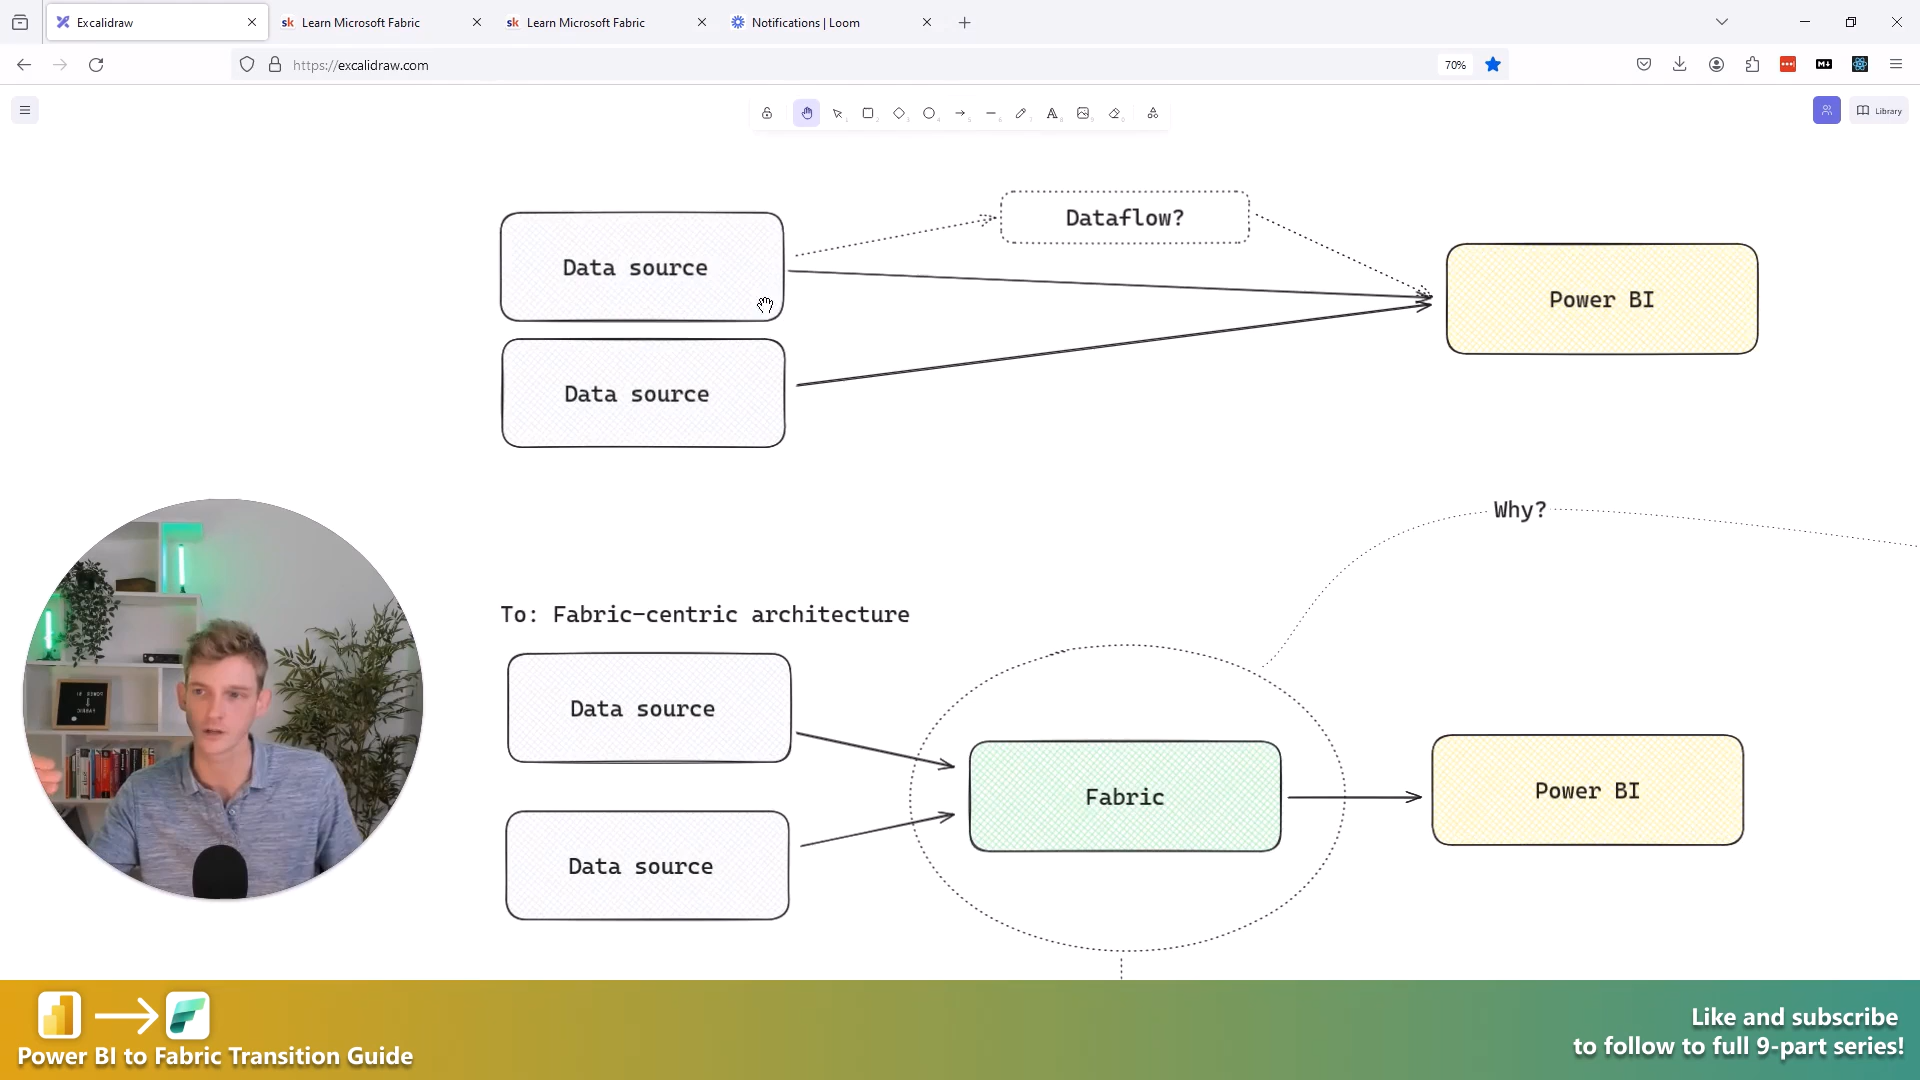 Excalidraw
Learn Microsoft Fabric
Learn Microsoft Fabric
Notifications | Loom
https://excalidraw.com
70%
Library
Dataflow?
Data source
Power BI
Data source
Why?
To: Fabric-centric architecture
Data source
Fabric
Power BI
Data source
Power BI to Fabric Transition Guide
Like and subscribe
to follow to full 9-part series!